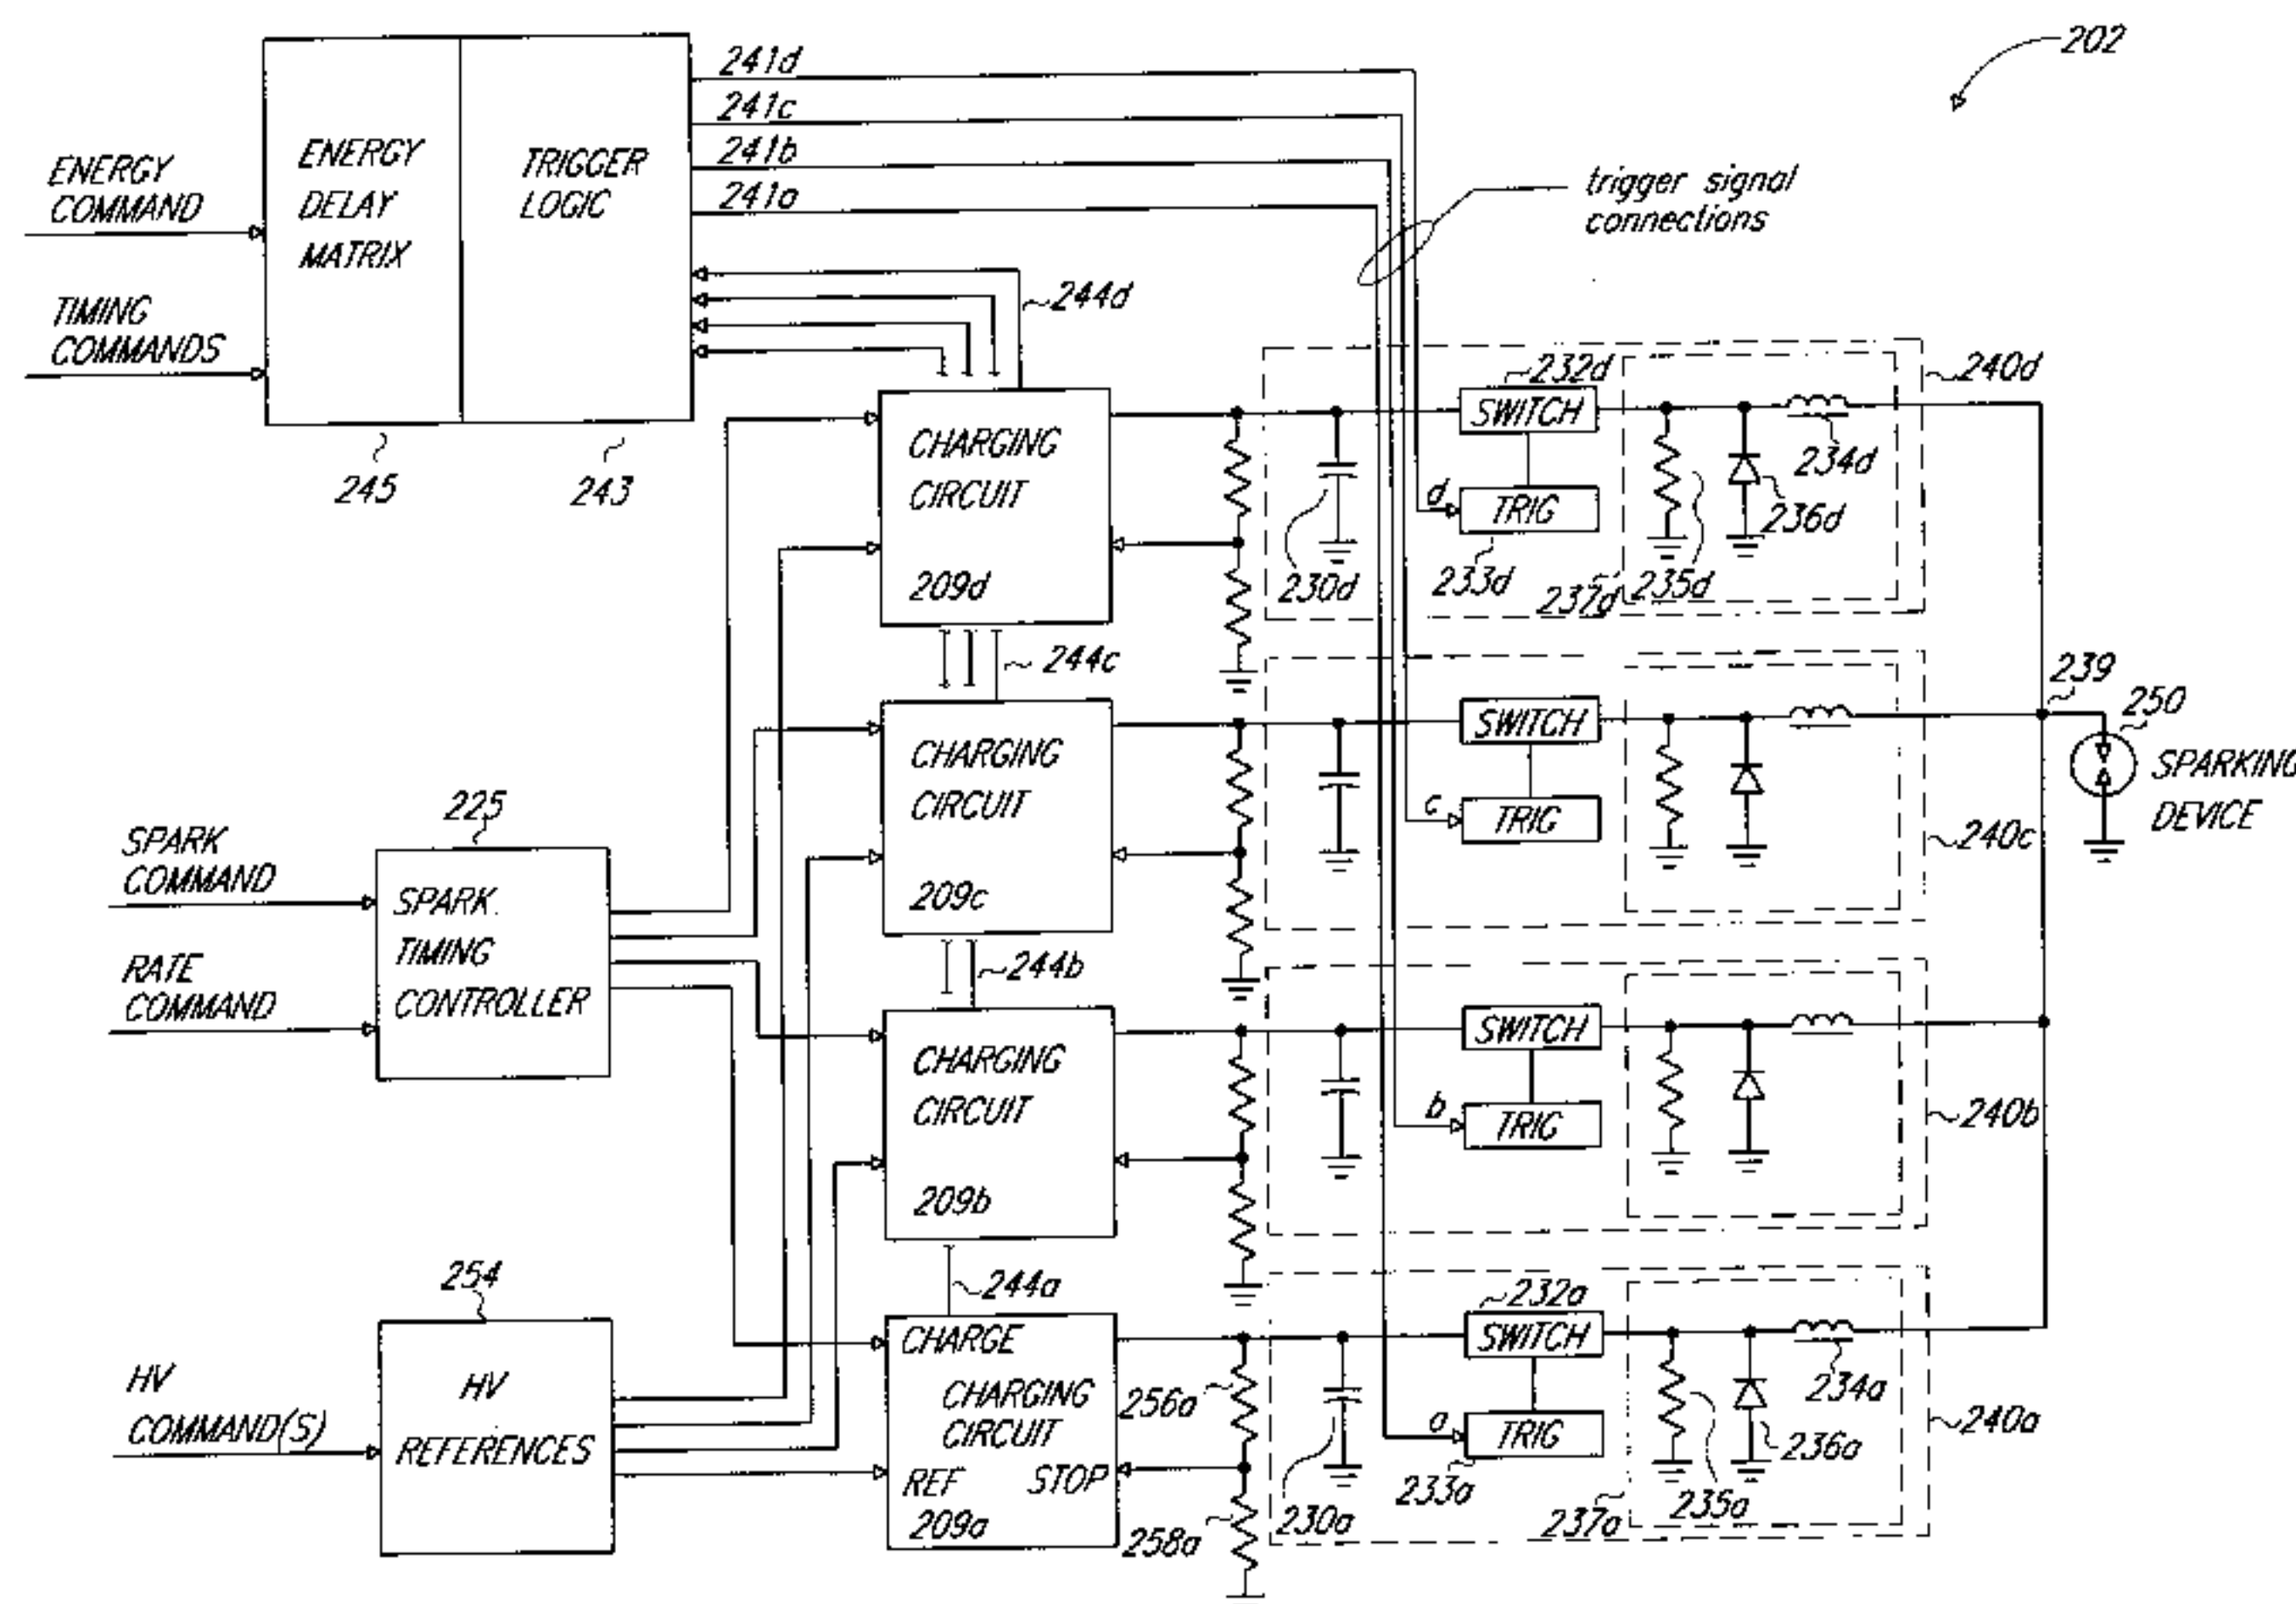 202
241d
241c
241b
241a
ENERGY
COMMAND
TIMING
COMMANDS
ENERGY
DELAY
MATRIX
TRIGGER
LOGIC
245
243
trigger signal
connections
244d
CHARGING
CIRCUIT
209d
232d
SWITCH
d
TRIG
233d
230d
237d
235d
236d
234d
240d
244c
CHARGING
CIRCUIT
209c
SWITCH
c
TRIG
240c
239
250
SPARKING
DEVICE
225
SPARK
COMMAND
RATE
COMMAND
SPARK
TIMING
CONTROLLER
244b
CHARGING
CIRCUIT
209b
SWITCH
b
TRIG
240b
254
HV
COMMAND(S)
HV
REFERENCES
244a
CHARGE
CHARGING
CIRCUIT
REF STOP
209a
256a
258a
232a
SWITCH
a
TRIG
233a
230a
237a
235a
236a
234a
240a